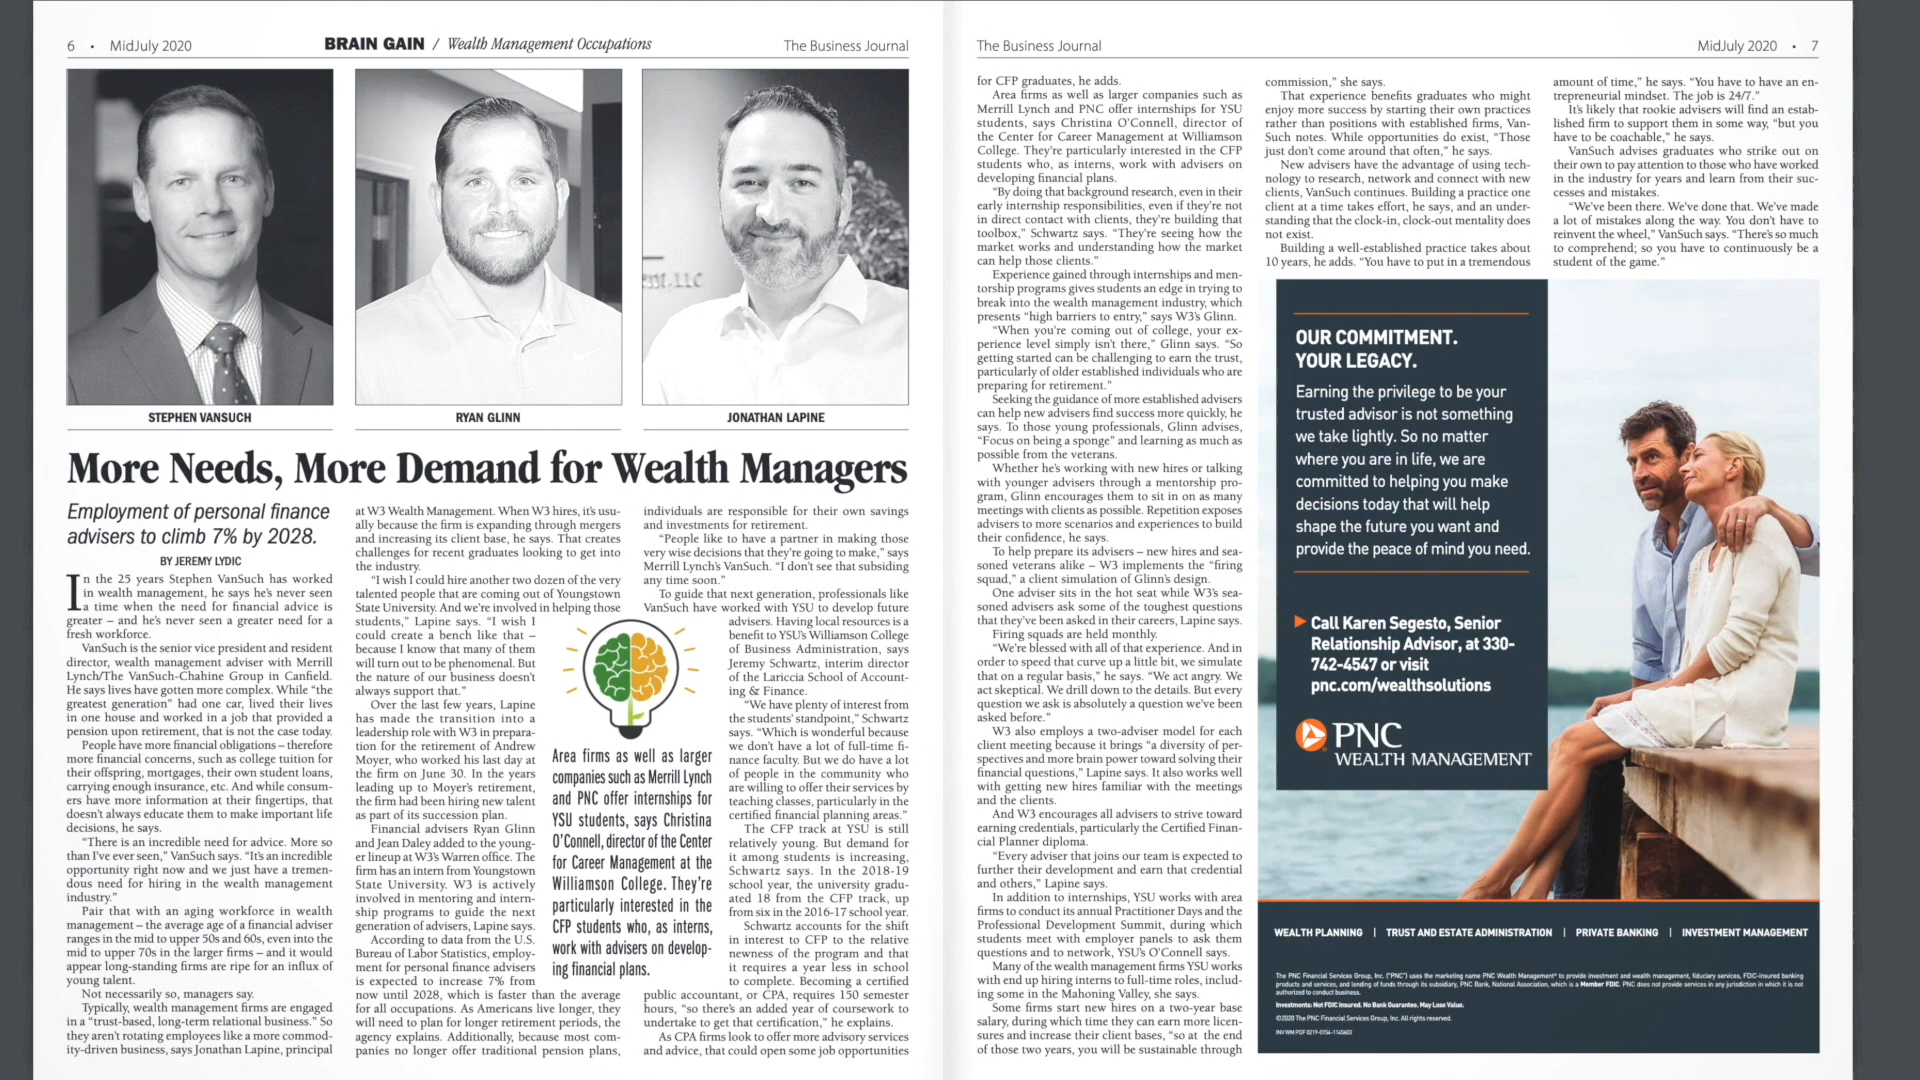 6 • MidJuly 2020
BRAIN GAIN / Wealth Management Occupations
The Business Journal
est, LLC
STEPHEN VANSUCH
RYAN GLINN
JONATHAN LAPINE
More Needs, More Demand for Wealth Managers
Employment of personal finance
advisers to climb 7% by 2028.
BY JEREMY LYDIC
In the 25 years Stephen VanSuch has worked
in wealth management, he says he's never seen
a time when the need for financial advice is
greater – and he's never seen a greater need for a
fresh workforce.
VanSuch is the senior vice president and resident
director, wealth management adviser with Merrill
Lynch/The VanSuch-Chahine Group in Canfield.
He says lives have gotten more complex. While “the
greatest generation” had one car, lived their lives
in one house and worked in a job that provided a
pension upon retirement, that is not the case today.
People have more financial obligations – therefore
more financial concerns, such as college tuition for
their offspring, mortgages, their own student loans,
carrying enough insurance, etc. And while consum-
ers have more information at their fingertips, that
doesn't always educate them to make important life
decisions, he says.
“There is an incredible need for advice. More so
than I've ever seen,” VanSuch says. “It's an incredible
opportunity right now and we just have a tremen-
dous need for hiring in the wealth management
industry.”
Pair that with an aging workforce in wealth
management – the average age of a financial adviser
ranges in the mid to upper 50s and 60s, even into the
mid to upper 70s in the larger firms – and it would
appear long-standing firms are ripe for an influx of
young talent.
Not necessarily so, managers say.
Typically, wealth management firms are engaged
in a “trust-based, long-term relational business.” So
they aren't rotating employees like a more commod-
ity-driven business, says Jonathan Lapine, principal
at W3 Wealth Management. When W3 hires, it's usu-
ally because the firm is expanding through mergers
and increasing its client base, he says. That creates
challenges for recent graduates looking to get into
the industry.
“I wish I could hire another two dozen of the very
talented people that are coming out of Youngstown
State University. And we're involved in helping those
students,” Lapine says. “I wish I
could create a bench like that –
because I know that many of them
will turn out to be phenomenal. But
the nature of our business doesn't
always support that.”
Over the last few years, Lapine
has made the transition into a
leadership role with W3 in prepara-
tion for the retirement of Andrew
Moyer, who worked his last day at
the firm on June 30. In the years
leading up to Moyer's retirement,
the firm had been hiring new talent
as part of its succession plan.
Financial advisers Ryan Glinn
and Jean Daley added to the young-
er lineup at W3's Warren office. The
firm has an intern from Youngstown
State University. W3 is actively
involved in mentoring and intern-
ship programs to guide the next
generation of advisers, Lapine says.
According to data from the U.S.
Bureau of Labor Statistics, employ-
ment for personal finance advisers
is expected to increase 7% from
now until 2028, which is faster than the average
for all occupations. As Americans live longer, they
will need to plan for longer retirement periods, the
agency explains. Additionally, because most com-
panies no longer offer traditional pension plans,
Area firms as well as larger
companies such as Merrill Lynch
and PNC offer internships for
YSU students, says Christina
O'Connell, director of the Center
for Career Management at the
Williamson College. They're
particularly interested in the
CFP students who, as interns,
work with advisers on develop-
ing financial plans.
individuals are responsible for their own savings
and investments for retirement.
“People like to have a partner in making those
very wise decisions that they're going to make,” says
Merrill Lynch's VanSuch. “I don't see that subsiding
any time soon.”
To guide that next generation, professionals like
VanSuch have worked with YSU to develop future
advisers. Having local resources is a
benefit to YSU's Williamson College
of Business Administration, says
Jeremy Schwartz, interim director
of the Lariccia School of Account-
ing & Finance.
“We have plenty of interest from
the students' standpoint,” Schwartz
says. “Which is wonderful because
we don't have a lot of full-time fi-
nance faculty. But we do have a lot
of people in the community who
are willing to offer their services by
teaching classes, particularly in the
certified financial planning areas.”
The CFP track at YSU is still
relatively young. But demand for
it among students is increasing,
Schwartz says. In the 2018-19
school year, the university gradu-
ated 18 from the CFP track, up
from six in the 2016-17 school year.
Schwartz accounts for the shift
in interest to CFP to the relative
newness of the program and that
it requires a year less in school
to complete. Becoming a certified
public accountant, or CPA, requires 150 semester
hours, “so there's an added year of coursework to
undertake to get that certification,” he explains.
As CPA firms look to offer more advisory services
and advice, that could open some job opportunities
The Business Journal
MidJuly 2020 • 7
for CFP graduates, he adds.
Area firms as well as larger companies such as
Merrill Lynch and PNC offer internships for YSU
students, says Christina O'Connell, director of
the Center for Career Management at Williamson
College. They're particularly interested in the CFP
students who, as interns, work with advisers on
developing financial plans.
“By doing that background research, even in their
early internship responsibilities, even if they're not
in direct contact with clients, they're building that
toolbox,” Schwartz says. “They're seeing how the
market works and understanding how the market
can help those clients.”
Experience gained through internships and men-
torship programs gives students an edge in trying to
break into the wealth management industry, which
presents “high barriers to entry,” says W3's Glinn.
“When you're coming out of college, your ex-
perience level simply isn't there,” Glinn says. “So
getting started can be challenging to earn the trust,
particularly of older established individuals who are
preparing for retirement.”
Seeking the guidance of more established advisers
can help new advisers find success more quickly, he
says. To those young professionals, Glinn advises,
“Focus on being a sponge” and learning as much as
possible from the veterans.
Whether he's working with new hires or talking
with younger advisers through a mentorship pro-
gram, Glinn encourages them to sit in on as many
meetings with clients as possible. Repetition exposes
advisers to more scenarios and experiences to build
their confidence, he says.
To help prepare its advisers – new hires and sea-
soned veterans alike – W3 implements the “firing
squad,” a client simulation of Glinn's design.
One adviser sits in the hot seat while W3's sea-
soned advisers ask some of the toughest questions
that they've been asked in their careers, Lapine says.
Firing squads are held monthly.
“We're blessed with all of that experience. And in
order to speed that curve up a little bit, we simulate
that on a regular basis,” he says. “We act angry. We
act skeptical. We drill down to the details. But every
question we ask is absolutely a question we've been
asked before.”
W3 also employs a two-adviser model for each
client meeting because it brings “a diversity of per-
spectives and more brain power toward solving their
financial questions,” Lapine says. It also works well
with getting new hires familiar with the meetings
and the clients.
And W3 encourages all advisers to strive toward
earning credentials, particularly the Certified Finan-
cial Planner diploma.
“Every adviser that joins our team is expected to
further their development and earn that credential
and others,” Lapine says.
In addition to internships, YSU works with area
firms to conduct its annual Practitioner Days and the
Professional Development Summit, during which
students meet with employer panels to ask them
questions and to network, YSU's O'Connell says.
Many of the wealth management firms YSU works
with end up hiring interns to full-time roles, includ-
ing some in the Mahoning Valley, she says.
Some firms start new hires on a two-year base
salary, during which time they can earn more licen-
sures and increase their client bases, “so at the end
of those two years, you will be sustainable through
commission,” she says.
That experience benefits graduates who might
enjoy more success by starting their own practices
rather than positions with established firms, Van-
Such notes. While opportunities do exist, “Those
just don't come around that often,” he says.
New advisers have the advantage of using tech-
nology to research, network and connect with new
clients, VanSuch continues. Building a practice one
client at a time takes effort, he says, and an under-
standing that the clock-in, clock-out mentality does
not exist.
Building a well-established practice takes about
10 years, he adds. “You have to put in a tremendous
amount of time,” he says. “You have to have an en-
trepreneurial mindset. The job is 24/7.”
It's likely that rookie advisers will find an estab-
lished firm to support them in some way, “but you
have to be coachable,” he says.
VanSuch advises graduates who strike out on
their own to pay attention to those who have worked
in the industry for years and learn from their suc-
cesses and mistakes.
“We've been there. We've done that. We've made
a lot of mistakes along the way. You don't have to
reinvent the wheel,” VanSuch says. “There's so much
to comprehend; so you have to continuously be a
student of the game.”
OUR COMMITMENT.
YOUR LEGACY.
Earning the privilege to be your
trusted advisor is not something
we take lightly. So no matter
where you are in life, we are
committed to helping you make
decisions today that will help
shape the future you want and
provide the peace of mind you need.
Call Karen Segesto, Senior
Relationship Advisor, at 330-
742-4547 or visit
pnc.com/wealthsolutions
PNC
WEALTH MANAGEMENT
WEALTH PLANNING | TRUST AND ESTATE ADMINISTRATION | PRIVATE BANKING | INVESTMENT MANAGEMENT
The PNC Financial Services Group, Inc. (“PNC”) uses the marketing name PNC Wealth Management® to provide investment and wealth management, fiduciary services, FDIC-insured banking
products and services, and lending of funds through its subsidiary, PNC Bank, National Association, which is a Member FDIC. PNC does not provide services in any jurisdiction in which it is not
authorized to conduct business.
Investments: Not FDIC Insured. No Bank Guarantee. May Lose Value.
©2020 The PNC Financial Services Group, Inc. All rights reserved.
INV WM PDF 0219-0154-1145603